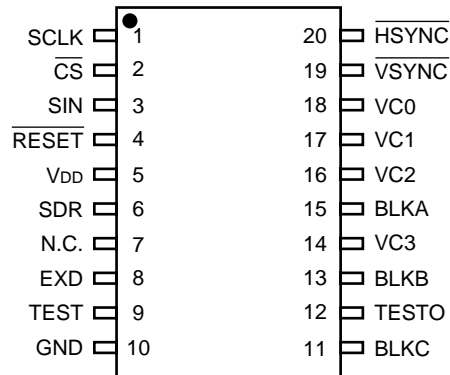 SCLK 1 20 HSYNC
CS 2 19 VSYNC
SIN 3 18 VC0
RESET 4 17 VC1
VDD 5 16 VC2
SDR 6 15 BLKA
N.C. 7 14 VC3
EXD 8 13 BLKB
TEST 9 12 TESTO
GND 10 11 BLKC